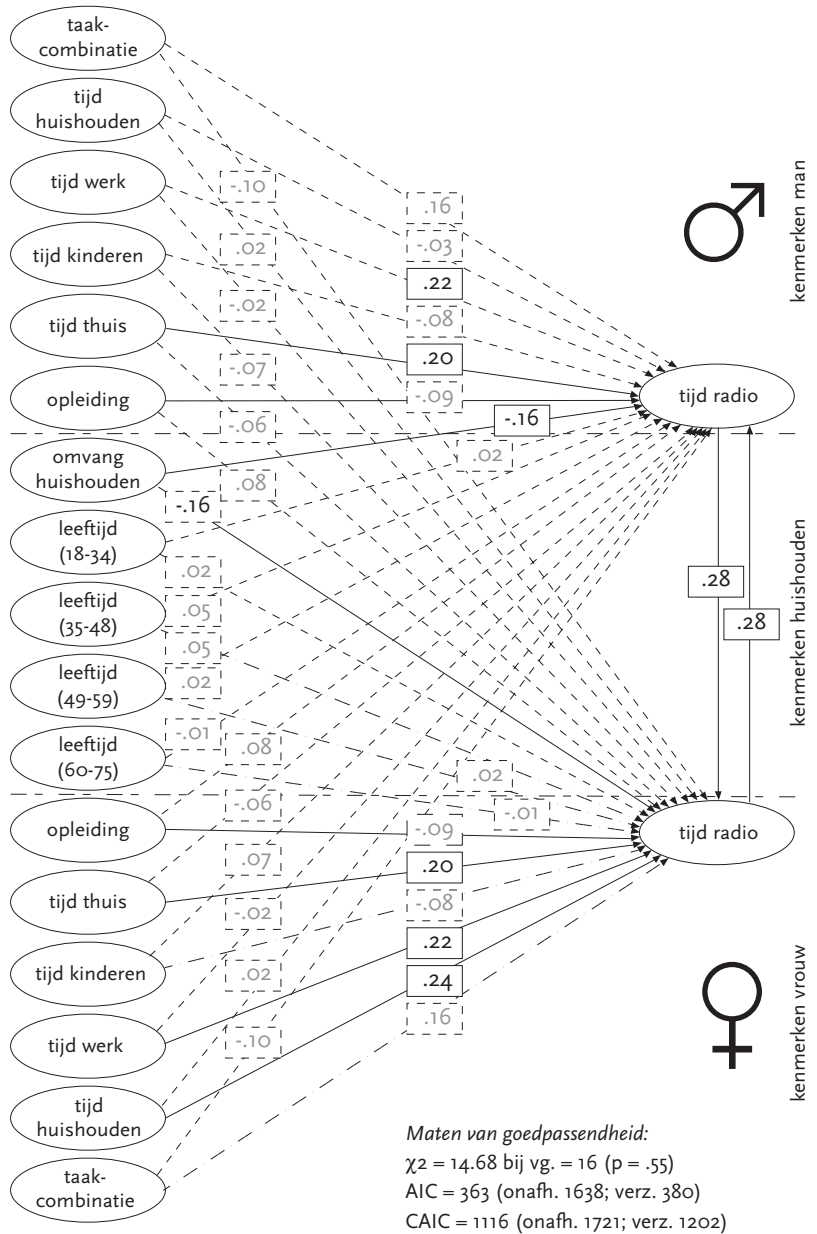 taak-
combinatie
tijd
huishouden
tijd werk
tijd kinderen
tijd thuis
opleiding
omvang
huishouden
leeftijd
(18-34)
leeftijd
(35-48)
leeftijd
(49-59)
leeftijd
(60-75)
opleiding
tijd thuis
tijd kinderen
tijd werk
tijd
huishouden
taak-
combinatie
-.10
.02
-.02
-.07
-.06
.08
-.16
.02
.05
.05
.02
-.01
.08
-.06
.07
-.02
.02
-.10
.16
-.03
.22
-.08
.20
-.09
-.16
.02
.02
-.01
-.09
.20
-.08
.22
.24
.16
tijd radio
.28
.28
tijd radio
kenmerken man
kenmerken huishouden
kenmerken vrouw
Maten van goedpassendheid:
χ2 = 14.68 bij vg. = 16 (p = .55)
AIC = 363 (onafh. 1638; verz. 380)
CAIC = 1116 (onafh. 1721; verz. 1202)